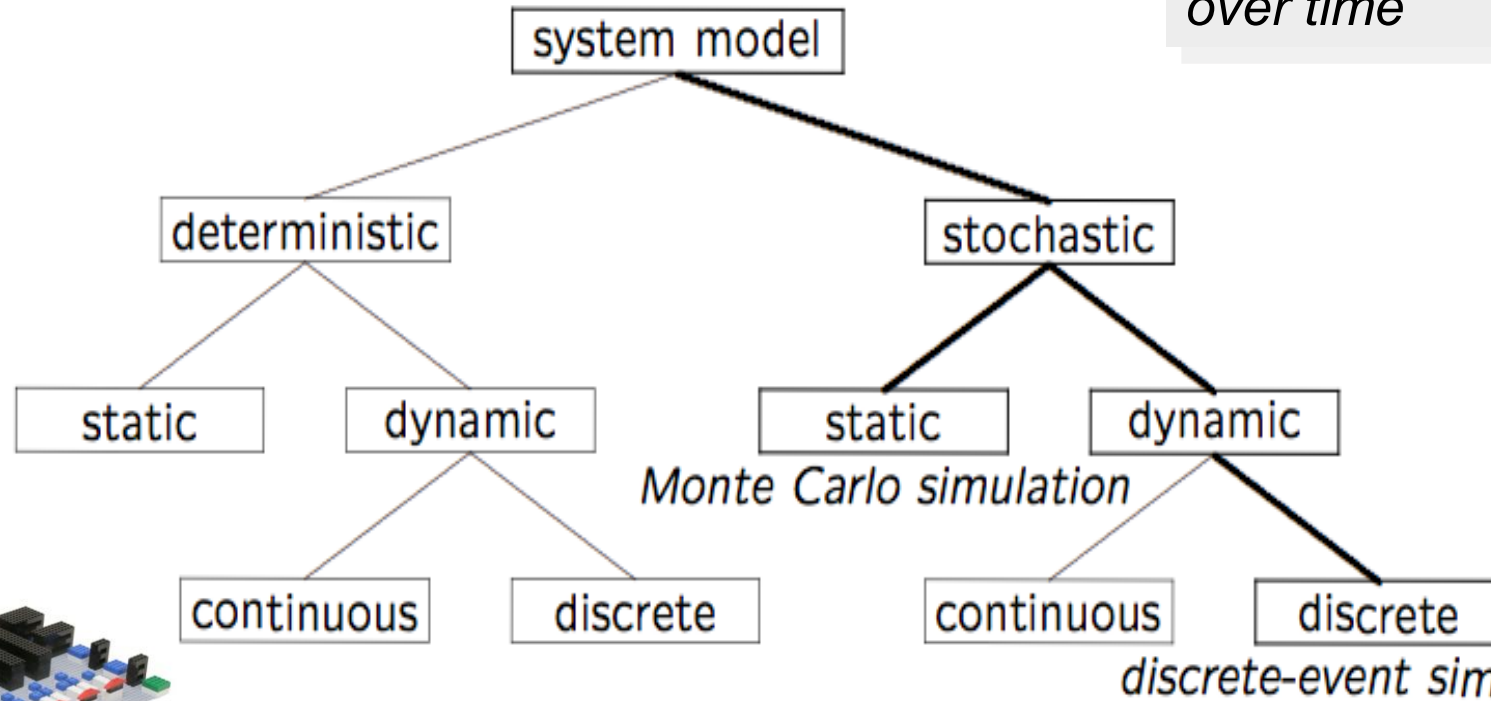 over time
system model
deterministic
stochastic
static
dynamic
static
dynamic
Monte Carlo simulation
continuous
discrete
continuous
discrete
discrete-event sim